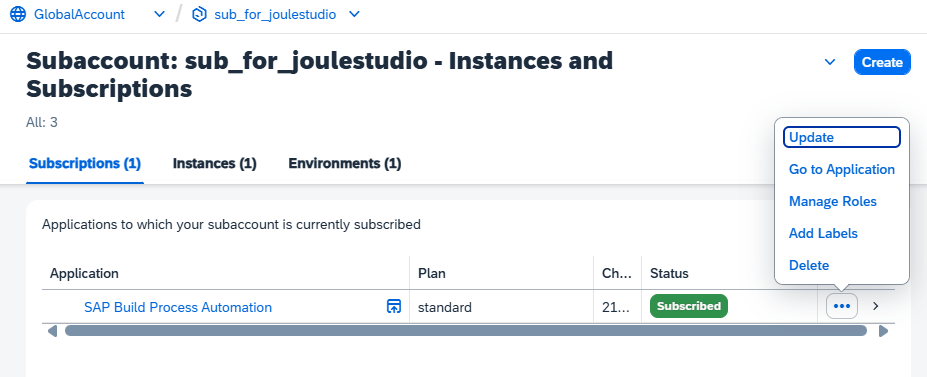 GlobalAccount / sub_for_joulestudio
Subaccount: sub_for_joulestudio - Instances and
Subscriptions
Create
All: 3
Update
Go to Application
Manage Roles
Add Labels
Delete
Subscriptions (1) Instances (1) Environments (1)
Applications to which your subaccount is currently subscribed
Application Plan Ch... Status
SAP Build Process Automation standard 21... Subscribed